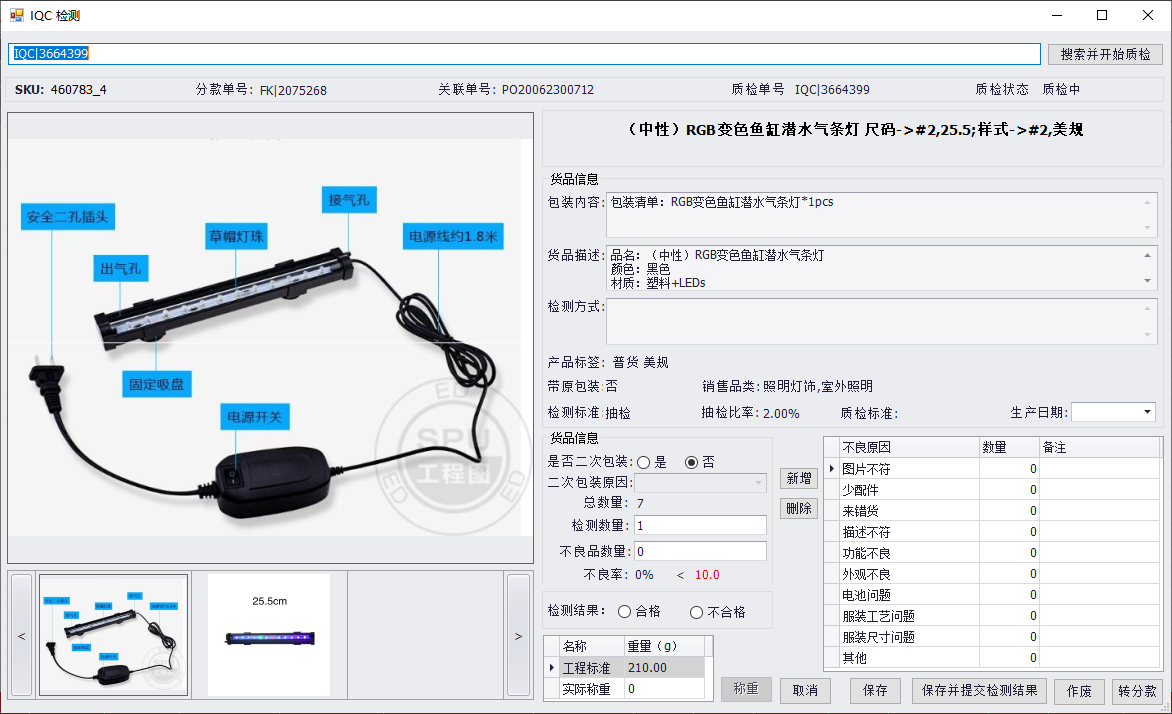 IQC 检测
IQC|3664399
搜索并开始质检
SKU: 460783_4
分款单号: FK|2075268
关联单号: PO20062300712
质检单号 IQC|3664399
质检状态 质检中
安全二孔插头
接气孔
草帽灯珠
电源线约1.8米
出气孔
固定吸盘
电源开关
SPU
工程图
ED
ED
ED
<
25.5cm
>
（中性）RGB变色鱼缸潜水气条灯 尺码->#2,25.5;样式->#2,美规
货品信息
包装内容: 包装清单：RGB变色鱼缸潜水气条灯*1pcs
货品描述: 品名：（中性）RGB变色鱼缸潜水气条灯
颜色：黑色
材质：塑料+LEDs
检测方式:
产品标签: 普货 美规
带原包装:否
销售品类:照明灯饰,室外照明
检测标准:抽检
抽检比率: 2.00%
质检标准:
生产日期:
货品信息
是否二次包装: 是 否
二次包装原因:
总数量: 7
检测数量: 1
不良品数量: 0
不良率: 0% < 10.0
检测结果: 合格 不合格
名称 重量（g）
工程标准 210.00
实际称重 0
新增
删除
不良原因 数量 备注
图片不符 0
少配件 0
来错货 0
描述不符 0
功能不良 0
外观不良 0
电池问题 0
服装工艺问题 0
服装尺寸问题 0
其他 0
称重
取消
保存
保存并提交检测结果
作废
转分款